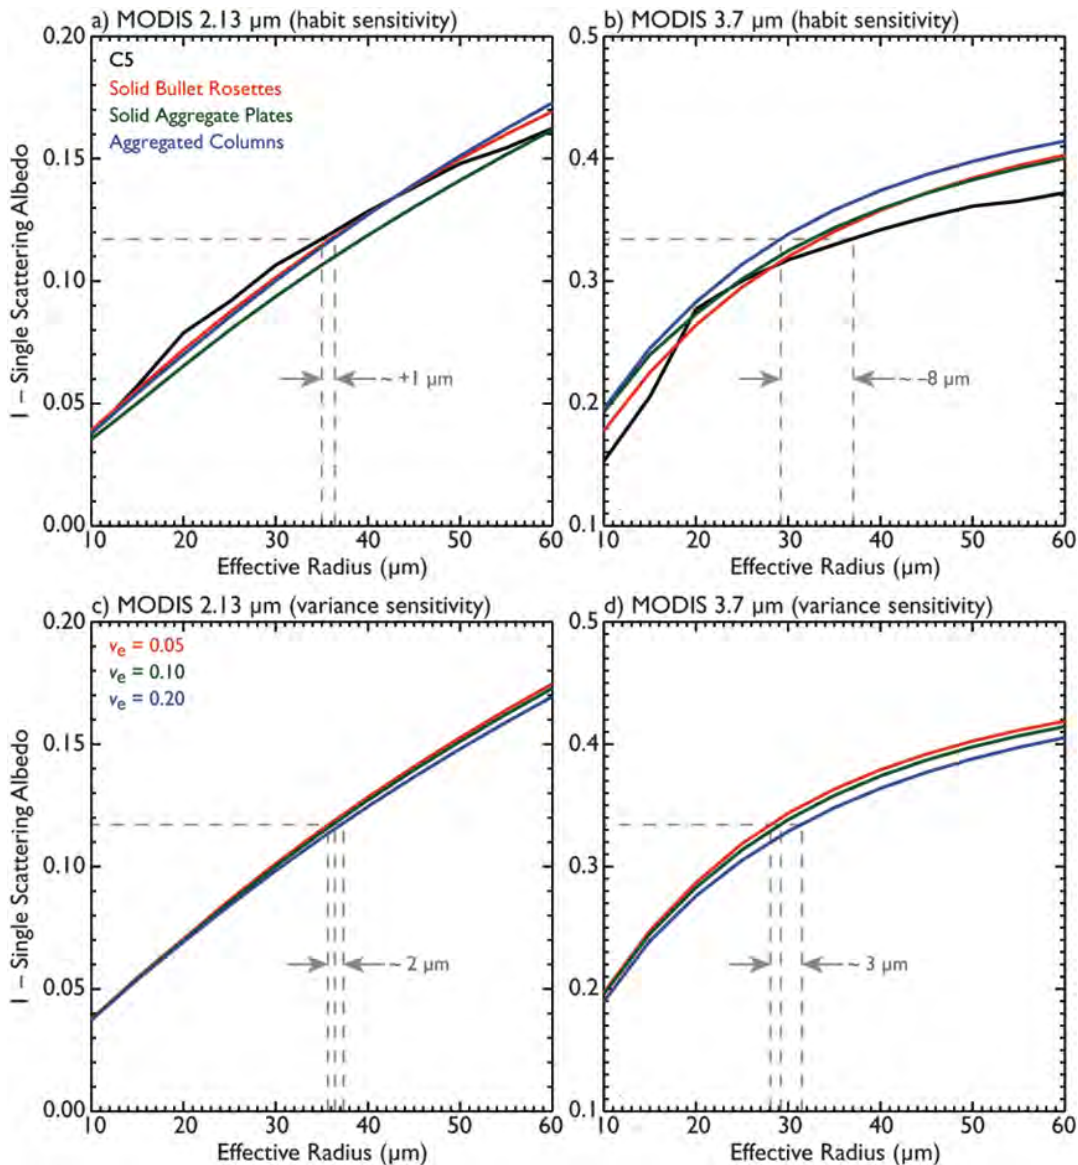 a) MODIS 2.13 µm (habit sensitivity)
0.20
0.15
0.10
0.05
0.00
C5
Solid Bullet Rosettes
Solid Aggregate Plates
Aggregated Columns
~ +1 µm
10 20 30 40 50 60
Effective Radius (µm)
1 – Single Scattering Albedo
b) MODIS 3.7 µm (habit sensitivity)
0.5
0.4
0.3
0.2
0.1
~ –8 µm
10 20 30 40 50 60
Effective Radius (µm)
c) MODIS 2.13 µm (variance sensitivity)
0.20
0.15
0.10
0.05
0.00
ve = 0.05
ve = 0.10
ve = 0.20
~ 2 µm
10 20 30 40 50 60
Effective Radius (µm)
1 – Single Scattering Albedo
d) MODIS 3.7 µm (variance sensitivity)
0.5
0.4
0.3
0.2
0.1
~ 3 µm
10 20 30 40 50 60
Effective Radius (µm)